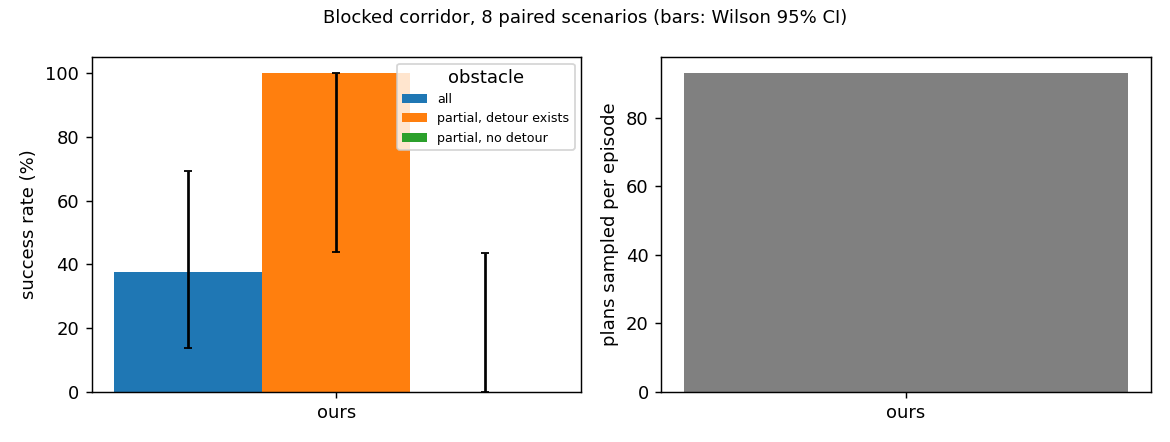 Blocked corridor, 8 paired scenarios (bars: Wilson 95% CI)
success rate (%)
100
80
60
40
20
0
obstacle
all
partial, detour exists
partial, no detour
ours
plans sampled per episode
80
60
40
20
0
ours